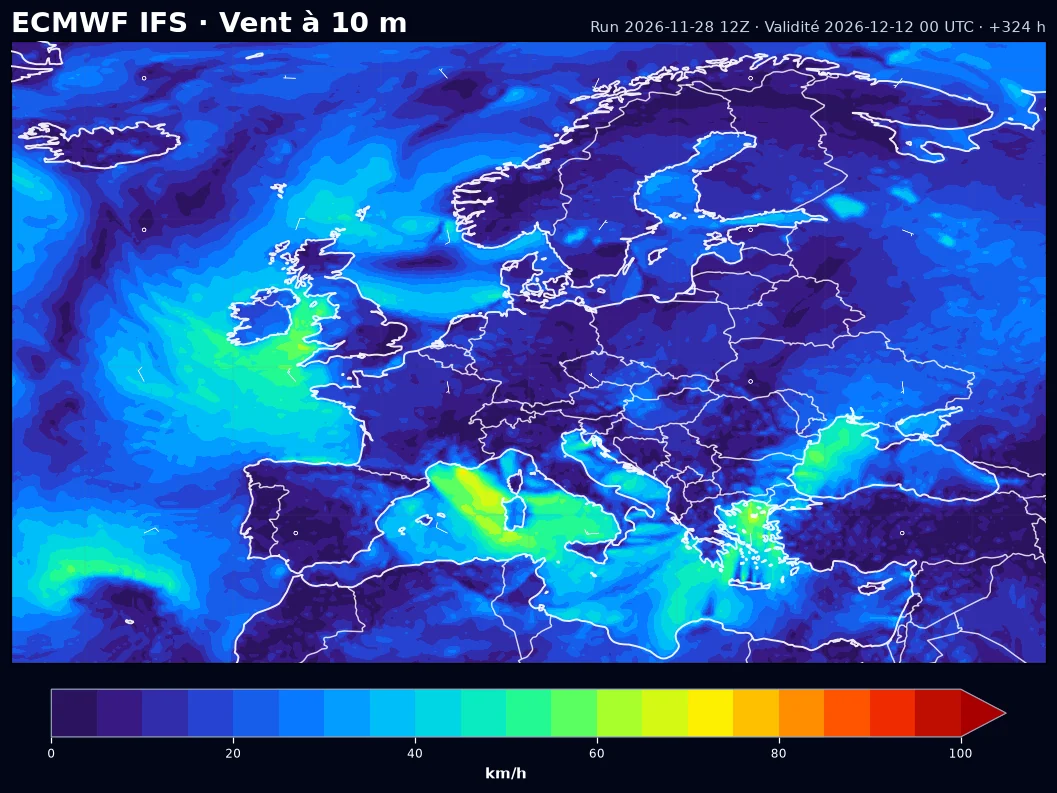 ECMWF IFS · Vent à 10 m
Run 2026-11-28 12Z · Validité 2026-12-12 00 UTC · +324 h
0 20 40 60 80 100
km/h